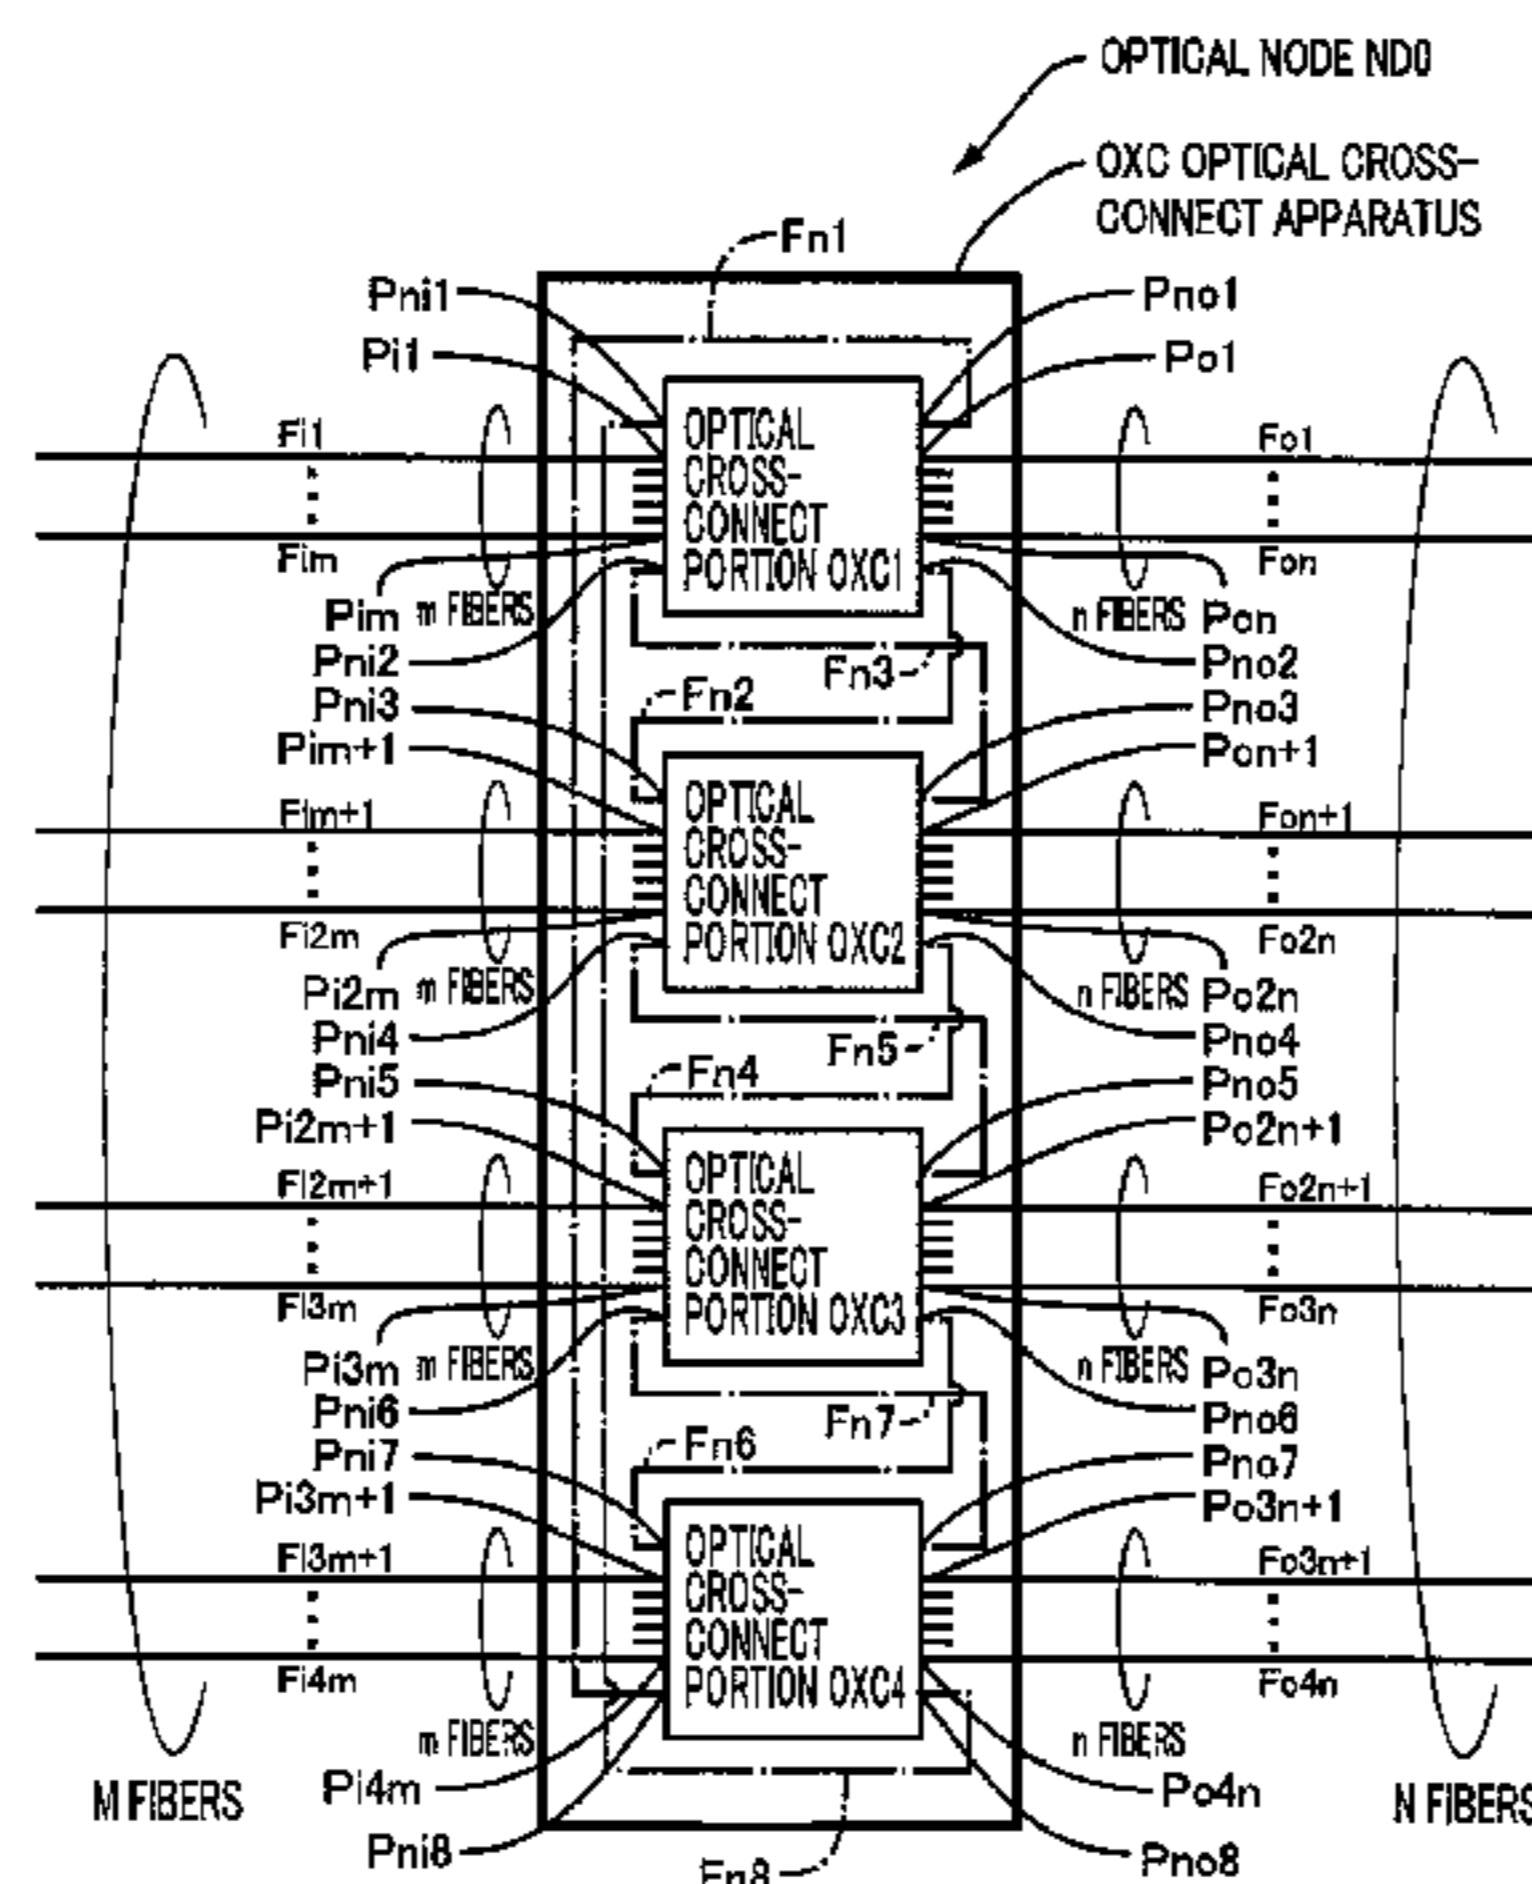 OPTICAL NODE ND0
OXC OPTICAL CROSS-
CONNECT APPARATUS
Fn1
Pni1
Pno1
Pi1
Po1
Fi1
Fo1
OPTICAL
CROSS-
CONNECT
PORTION OXC1
Fim
Fon
Pim
m FIBERS
n FIBERS
Pon
Pni2
Pno2
Fn3
Fn2
Pni3
Pno3
Pim+1
Pon+1
Fim+1
Fon+1
OPTICAL
CROSS-
CONNECT
PORTION OXC2
Fi2m
Fo2n
Pi2m
m FIBERS
n FIBERS
Po2n
Pni4
Pno4
Fn5
Fn4
Pni5
Pno5
Pi2m+1
Po2n+1
Fi2m+1
Fo2n+1
OPTICAL
CROSS-
CONNECT
PORTION OXC3
Fi3m
Fo3n
Pi3m
m FIBERS
n FIBERS
Po3n
Pni6
Pno6
Fn7
Fn6
Pni7
Pno7
Pi3m+1
Po3n+1
Fi3m+1
Fo3n+1
OPTICAL
CROSS-
CONNECT
PORTION OXC4
Fi4m
Fo4n
m FIBERS
n FIBERS
Pi4m
Po4n
M FIBERS
N FIBERS
Pni8
Pno8
Fn8